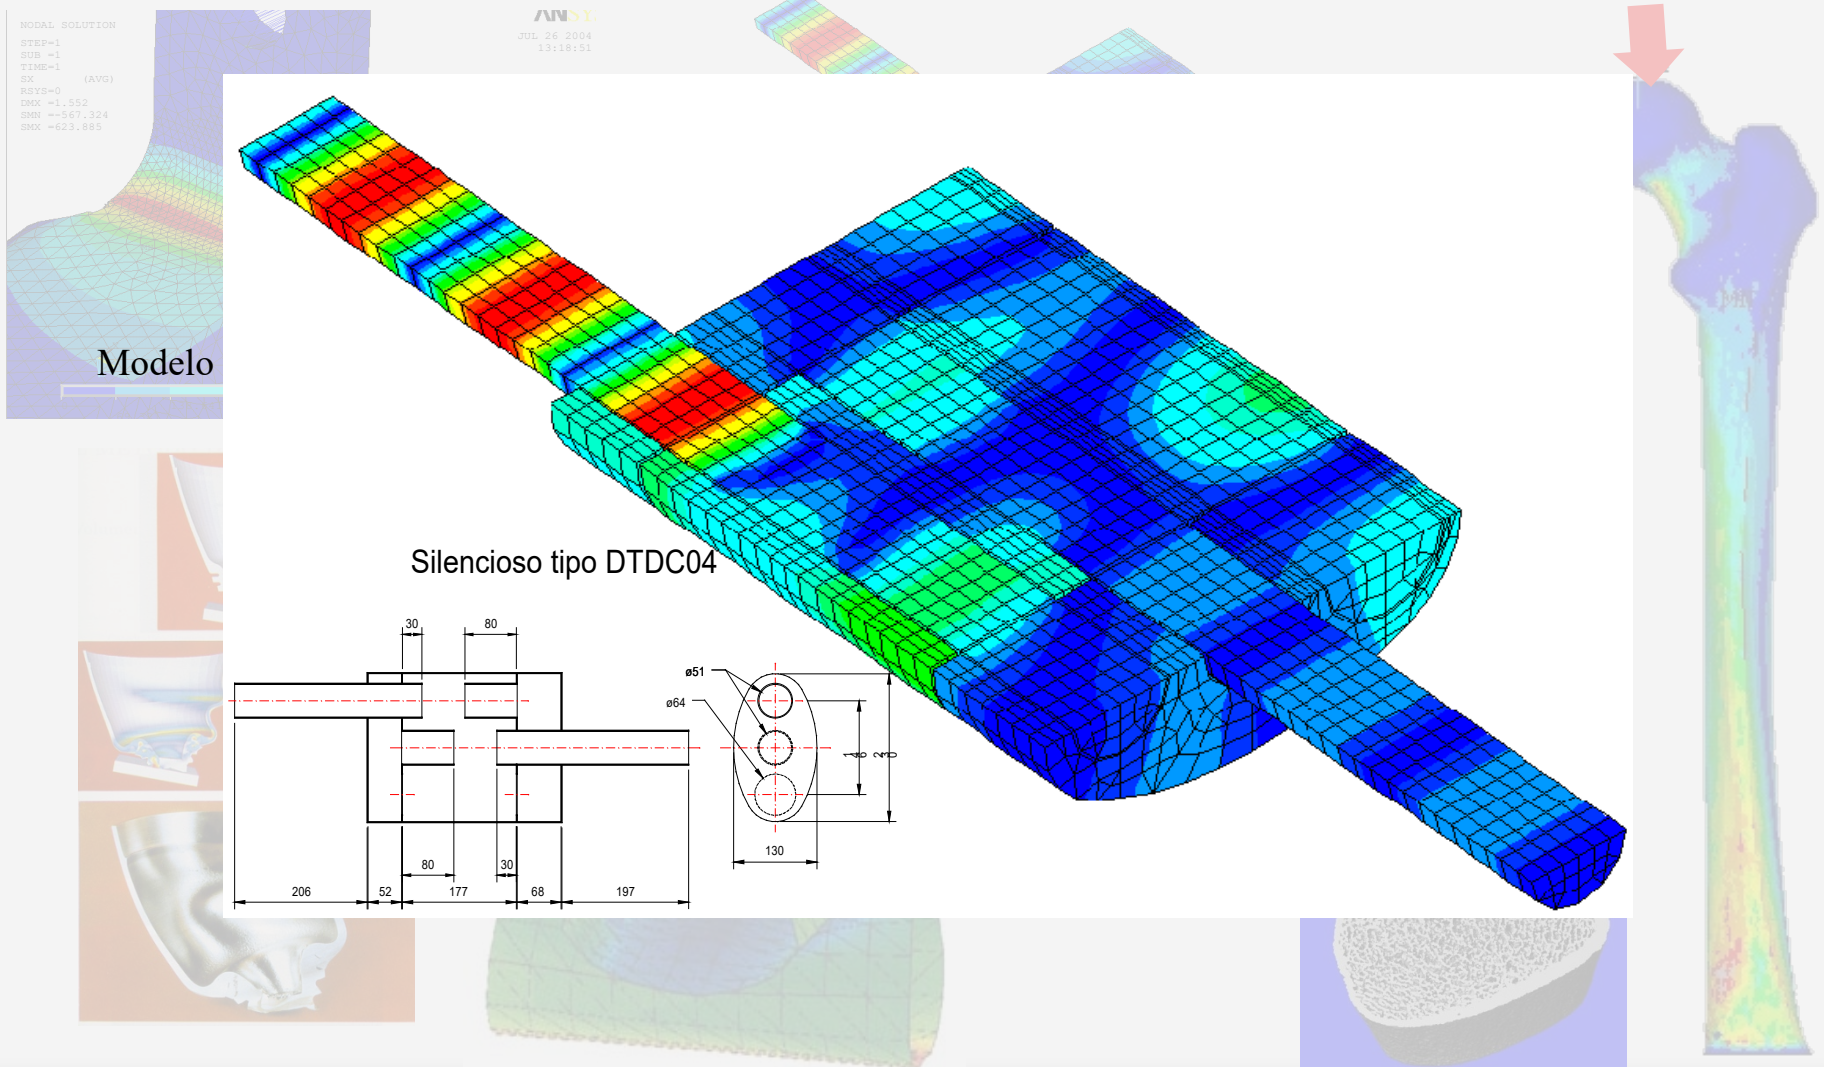 NODAL SOLUTION
STEP=1
SUB =1
TIME=1
SX (AVG)
RSYS=0
DMX =1.552
SMN =-567.324
SMX =623.885
JUL 26 2004
13:18:51
Modelo
Silencioso tipo DTDC04
30
80
ø51
ø64
146
230
130
80
30
206
52
177
68
197